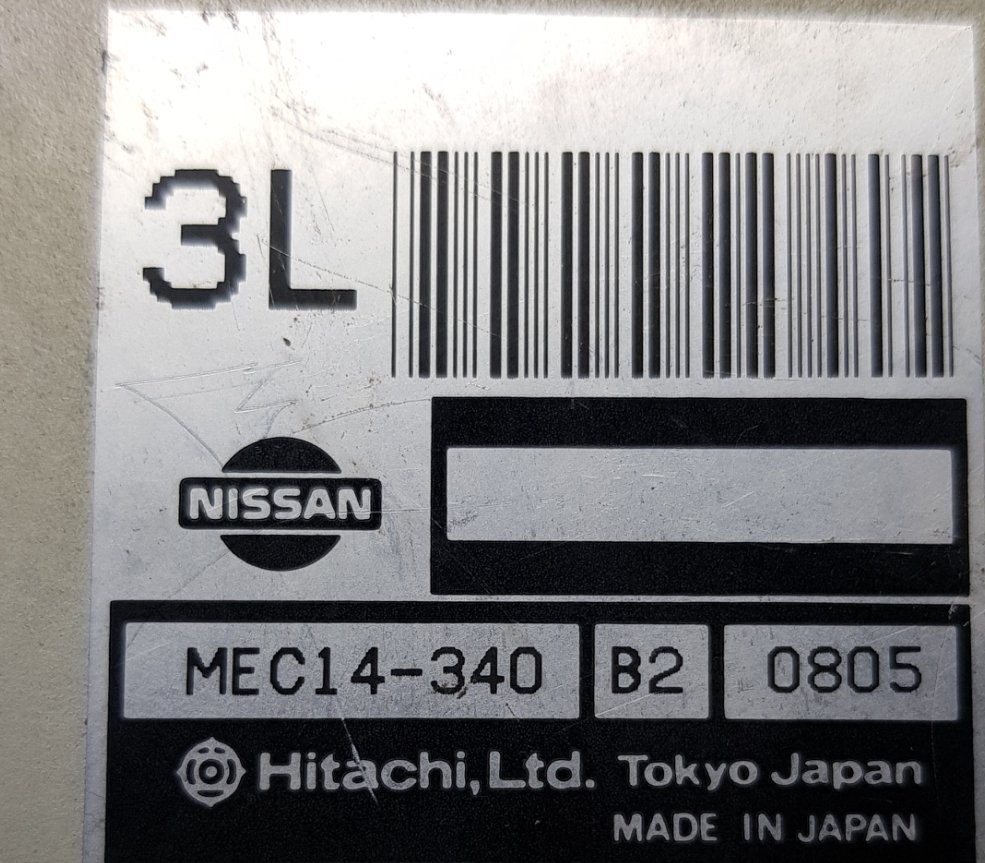 3L
NISSAN
MEC14-340 B2 0805
Hitachi, Ltd. Tokyo Japan
MADE IN JAPAN